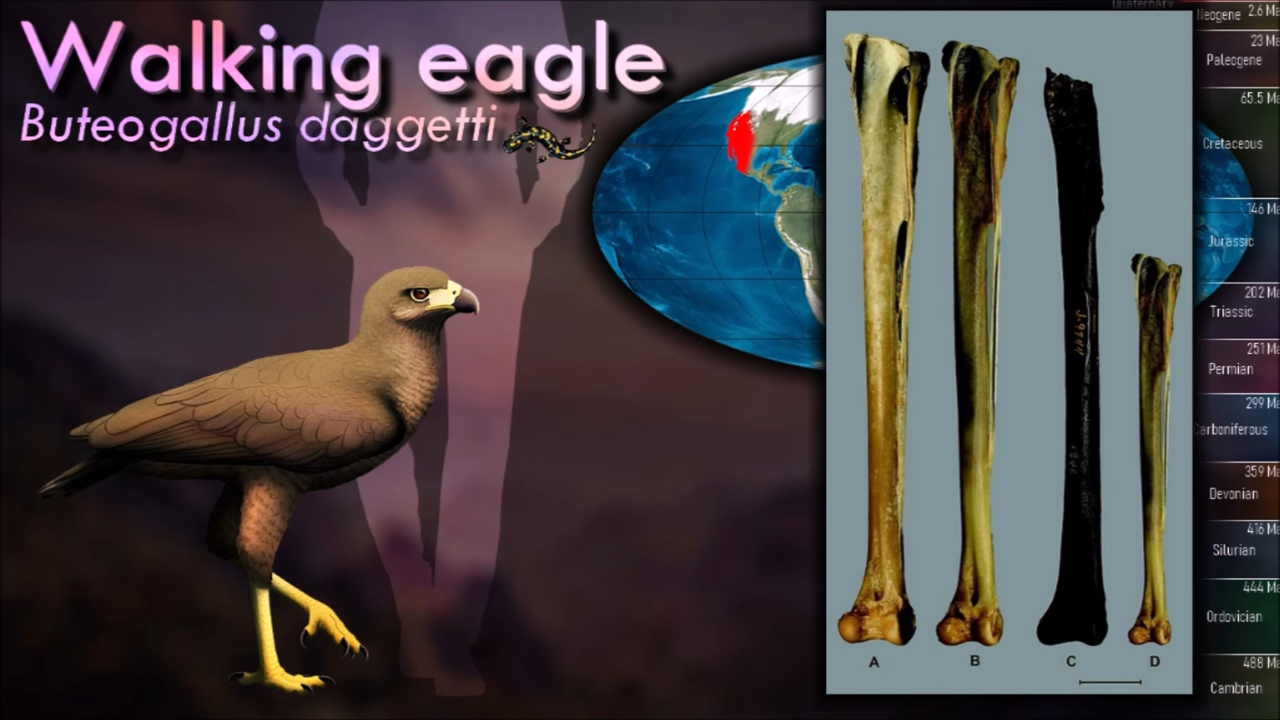 Walking eagle
Buteogallus daggetti
A
B
C
D
Quaternary
Neogene
2.6 Ma
23 Ma
Paleogene
65.5 Ma
Cretaceous
146 Ma
Jurassic
202 Ma
Triassic
251 Ma
Permian
299 Ma
Carboniferous
359 Ma
Devonian
416 Ma
Silurian
444 Ma
Ordovician
488 Ma
Cambrian